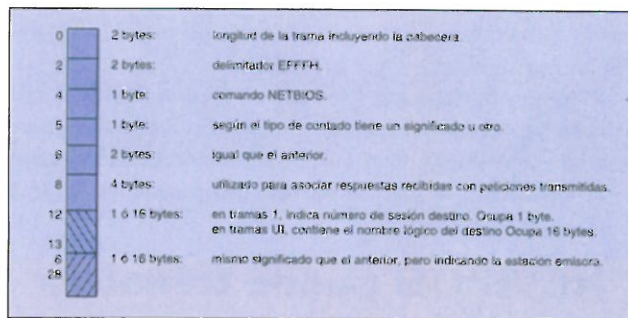 0 2 bytes: longitud de la trama incluyendo la cabecera.
2 2 bytes: delimitador EFFFH.
4 1 byte: comando NETBIOS.
5 1 byte: según el tipo de contado tiene un significado u otro.
6 2 bytes: igual que el anterior.
8 4 bytes: utilizado para asociar respuestas recibidas con peticiones transmitidas.
12 1 ó 16 bytes: en tramas 1, indica número de sesión destino. Ocupa 1 byte.
en tramas UI, contiene el nombre lógico del destino Ocupa 16 bytes.
13
6 1 ó 16 bytes: mismo significado que el anterior, pero indicando la estación emisora.
28